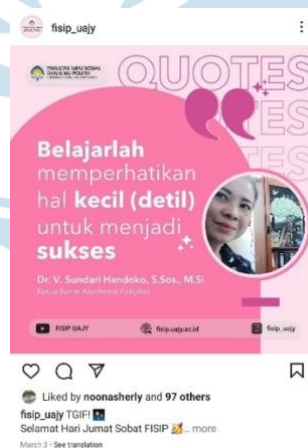 fisip_uajy
FAKULTAS ILMU SOSIAL
DAN ILMU POLITIK
QUOTES
Belajarlah
memperhatikan
hal kecil (detil)
untuk menjadi
sukses
Dr. V. Sundari Handoko, S.Sos., M.Si
Ketua Senat Akademik Fakultas
FISIP UAJY
fisip.uajy.ac.id
fisip_uajy
Liked by noonasherly and 97 others
fisip_uajy TGIF!
Selamat Hari Jumat Sobat FISIP ... more
March 3 · See translation